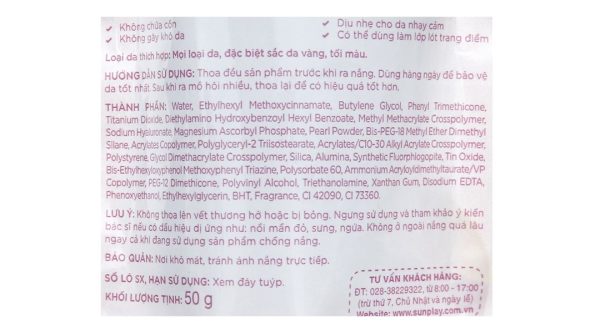 ✓ Không chứa cồn
✓ Không gây khô da
✓ Dịu nhẹ cho da nhạy cảm
✓ Có thể dùng làm lớp lót trang điểm
Loại da thích hợp: Mọi loại da, đặc biệt sắc da vàng, tối màu.
HƯỚNG DẪN SỬ DỤNG: Thoa đều sản phẩm trước khi ra nắng. Dùng hàng ngày để bảo vệ
da tốt nhất. Sau khi ra mồ hôi nhiều, thoa lại để có hiệu quả tốt hơn.
THÀNH PHẦN: Water, Ethylhexyl Methoxycinnamate, Butylene Glycol, Phenyl Trimethicone,
Titanium Dioxide, Diethylamino Hydroxybenzoyl Hexyl Benzoate, Methyl Methacrylate Crosspolymer,
Sodium Hyaluronate, Magnesium Ascorbyl Phosphate, Pearl Powder, Bis-PEG-18 Methyl Ether Dimethyl
Silane, Acrylates Copolymer, Polyglyceryl-2 Triisostearate, Acrylates/C10-30 Alkyl Acrylate Crosspolymer,
Polystyrene, Glycol Dimethacrylate Crosspolymer, Silica, Alumina, Synthetic Fluorphlogopite, Tin Oxide,
Bis-Ethylhexyloxyphenol Methoxyphenyl Triazine, Polysorbate 60, Ammonium Acryloyldimethyltaurate/VP
Copolymer, PEG-12 Dimethicone, Polyvinyl Alcohol, Triethanolamine, Xanthan Gum, Disodium EDTA,
Phenoxyethanol, Ethylhexylglycerin, BHT, Fragrance, CI 42090, CI 73360.
LƯU Ý: Không thoa lên vết thương hở hoặc bị bỏng. Ngưng sử dụng và tham khảo ý kiến
bác sĩ nếu có dấu hiệu dị ứng như: nổi mẩn đỏ, sưng, ngứa. Không ở ngoài nắng quá lâu
ngay cả khi đang sử dụng sản phẩm chống nắng.
BẢO QUẢN: Nơi khô mát, tránh ánh nắng trực tiếp.
SỐ LÔ SX, HẠN SỬ DỤNG: Xem đáy tuýp.
KHỐI LƯỢNG TỊNH: 50 g
TƯ VẤN KHÁCH HÀNG:
ĐT: 028-38229322, từ 8:00 - 17:00
(trừ thứ 7, Chủ Nhật và ngày lễ)
Website: www.sunplay.com.vn